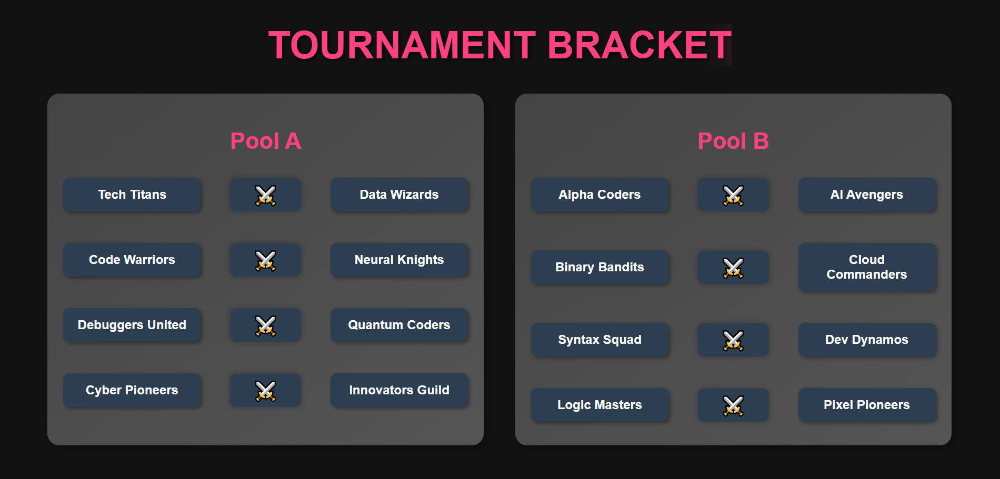 TOURNAMENT BRACKET
Pool A
Tech Titans
Data Wizards
Code Warriors
Neural Knights
Debuggers United
Quantum Coders
Cyber Pioneers
Innovators Guild
Pool B
Alpha Coders
AI Avengers
Binary Bandits
Cloud
Commanders
Syntax Squad
Dev Dynamos
Logic Masters
Pixel Pioneers